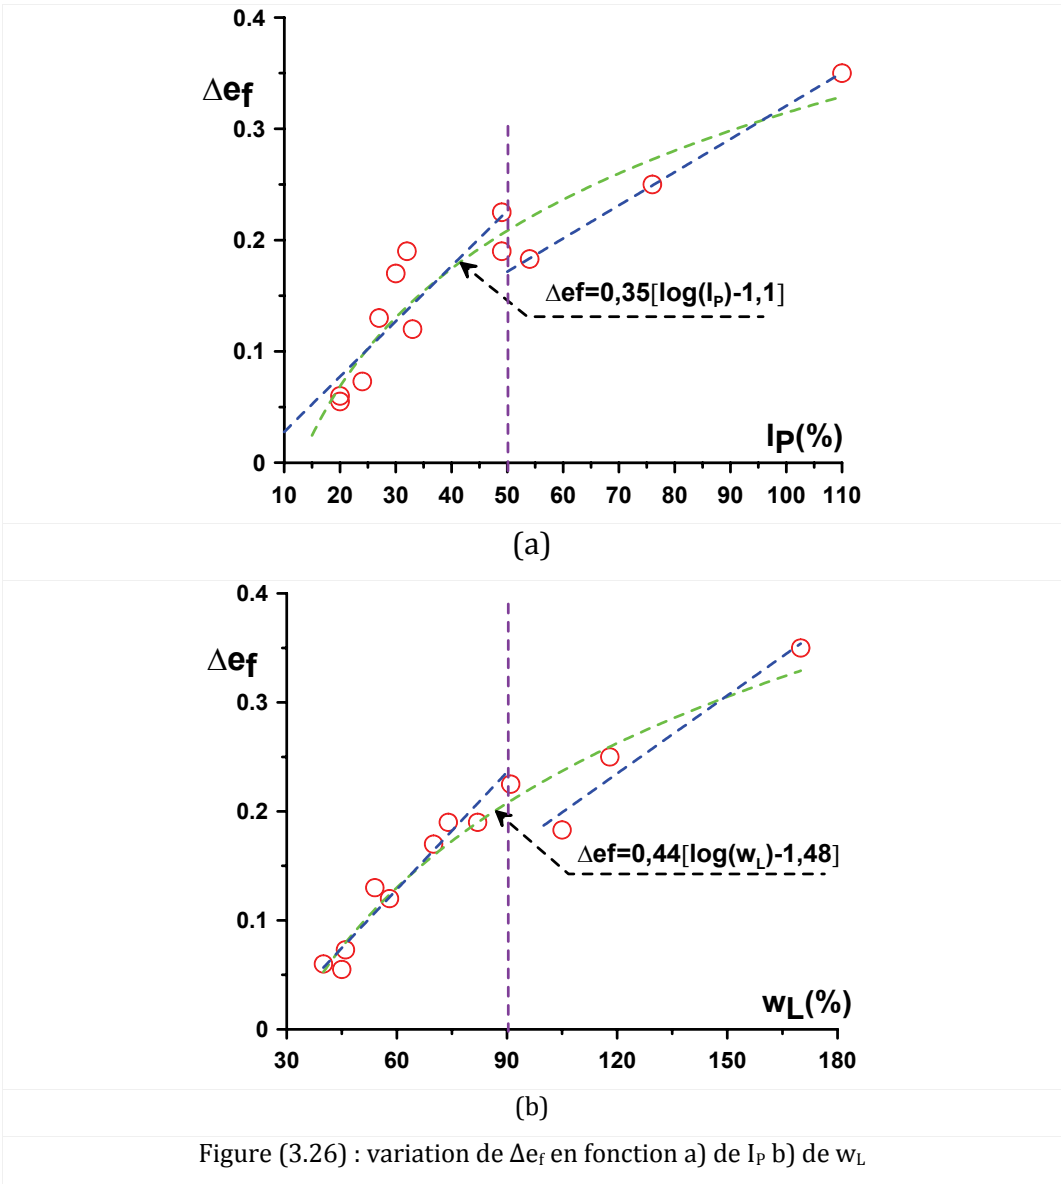 0.4
Δef
0.3
0.2
Δef=0,35[log(IP)-1,1]
0.1
IP(%)
0
10 20 30 40 50 60 70 80 90 100 110
(a)
0.4
Δef
0.3
0.2
Δef=0,44[log(wL)-1,48]
0.1
wL(%)
0
30 60 90 120 150 180
(b)
Figure (3.26) : variation de Δef en fonction a) de IP b) de wL